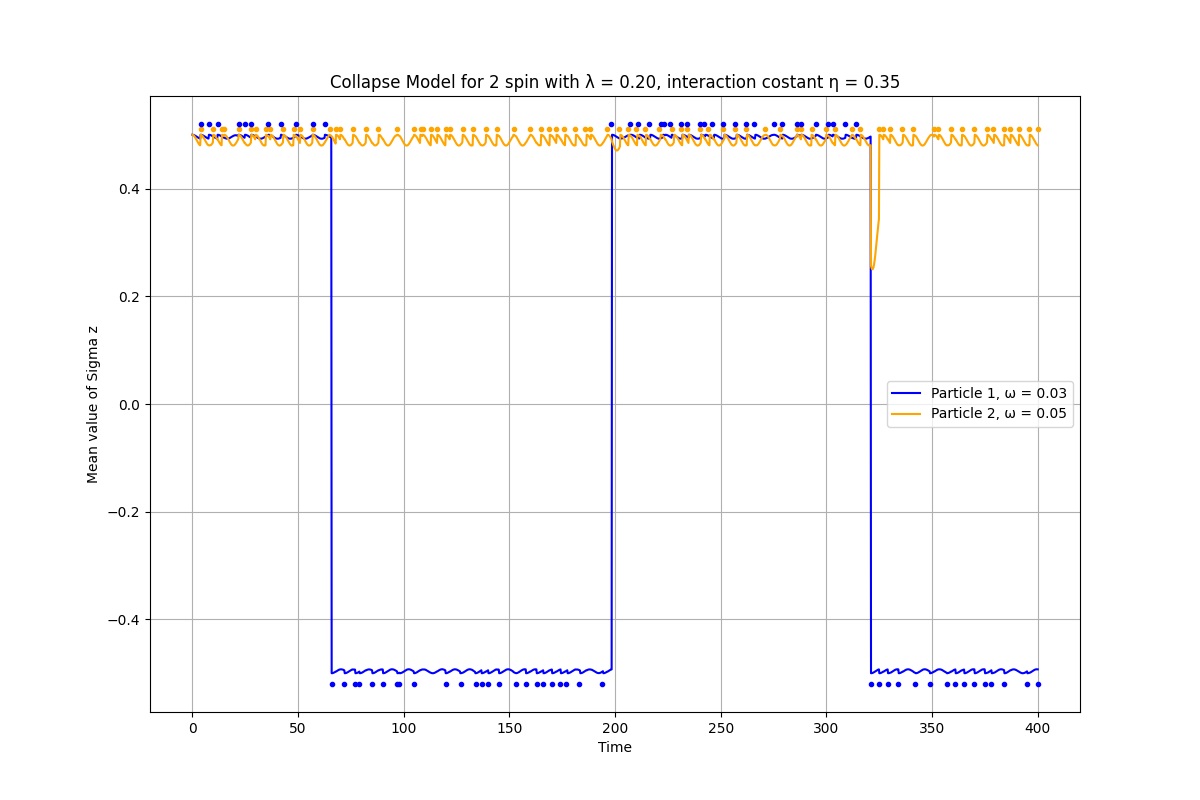 Collapse Model for 2 spin with λ = 0.20, interaction costant η = 0.35
Mean value of Sigma z
0.4
0.2
0.0
−0.2
−0.4
Particle 1, ω = 0.03
Particle 2, ω = 0.05
0 50 100 150 200 250 300 350 400
Time